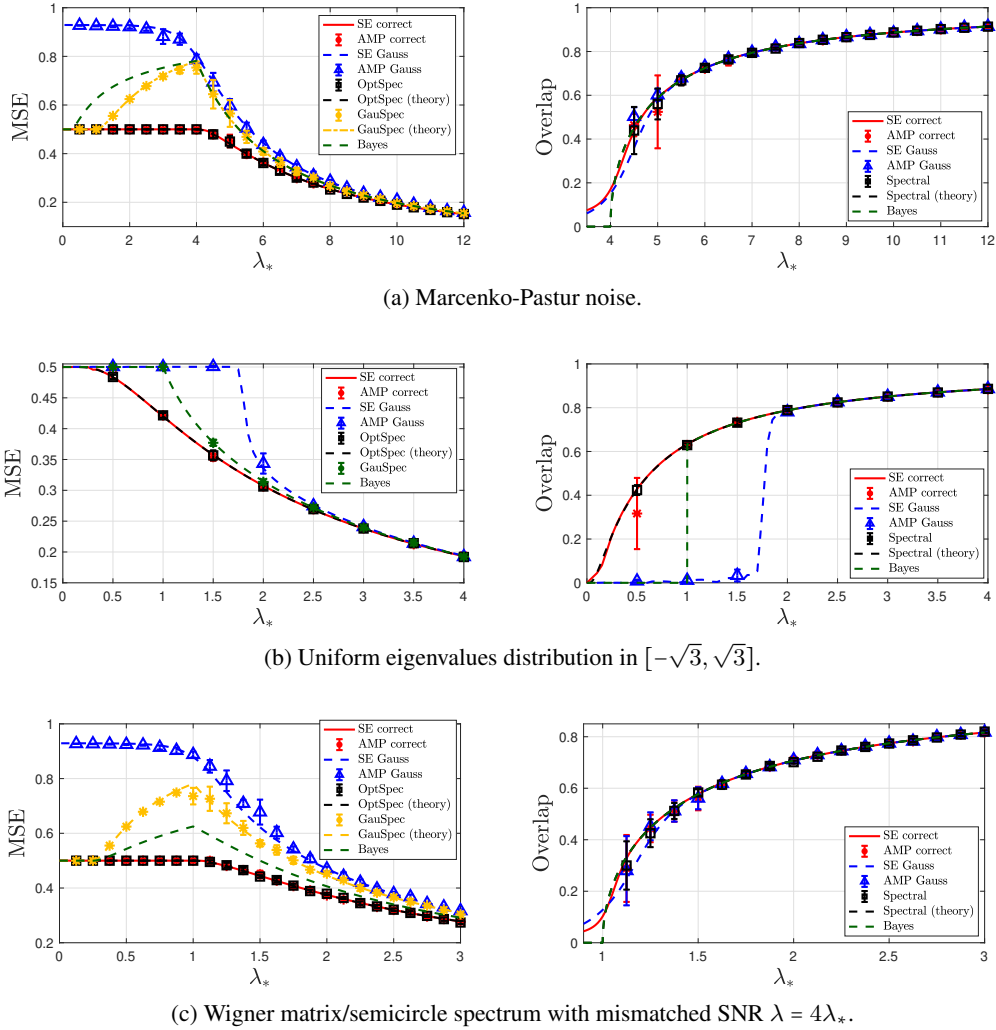 1
0.8
0.6
0.4
0.2
MSE
0 2 4 6 8 10 12
λ*
SE correct
AMP correct
SE Gauss
AMP Gauss
OptSpec
OptSpec (theory)
GauSpec
GauSpec (theory)
Bayes
1
0.8
0.6
0.4
0.2
0
Overlap
4 5 6 7 8 9 10 11 12
λ*
SE correct
AMP correct
SE Gauss
AMP Gauss
Spectral
Spectral (theory)
Bayes
(a) Marcenko-Pastur noise.
0.5
0.45
0.4
0.35
0.3
0.25
0.2
0.15
MSE
0 0.5 1 1.5 2 2.5 3 3.5 4
λ*
SE correct
AMP correct
SE Gauss
AMP Gauss
OptSpec
OptSpec (theory)
GauSpec
Bayes
1
0.8
0.6
0.4
0.2
0
Overlap
0 0.5 1 1.5 2 2.5 3 3.5 4
λ*
SE correct
AMP correct
SE Gauss
AMP Gauss
Spectral
Spectral (theory)
Bayes
(b) Uniform eigenvalues distribution in [−√3, √3].
1
0.8
0.6
0.4
0.2
MSE
0 0.5 1 1.5 2 2.5 3
λ*
SE correct
AMP correct
SE Gauss
AMP Gauss
OptSpec
OptSpec (theory)
GauSpec
GauSpec (theory)
Bayes
0.8
0.6
0.4
0.2
0
Overlap
1 1.5 2 2.5 3
λ*
SE correct
AMP correct
SE Gauss
AMP Gauss
Spectral
Spectral (theory)
Bayes
(c) Wigner matrix/semicircle spectrum with mismatched SNR λ = 4λ*.